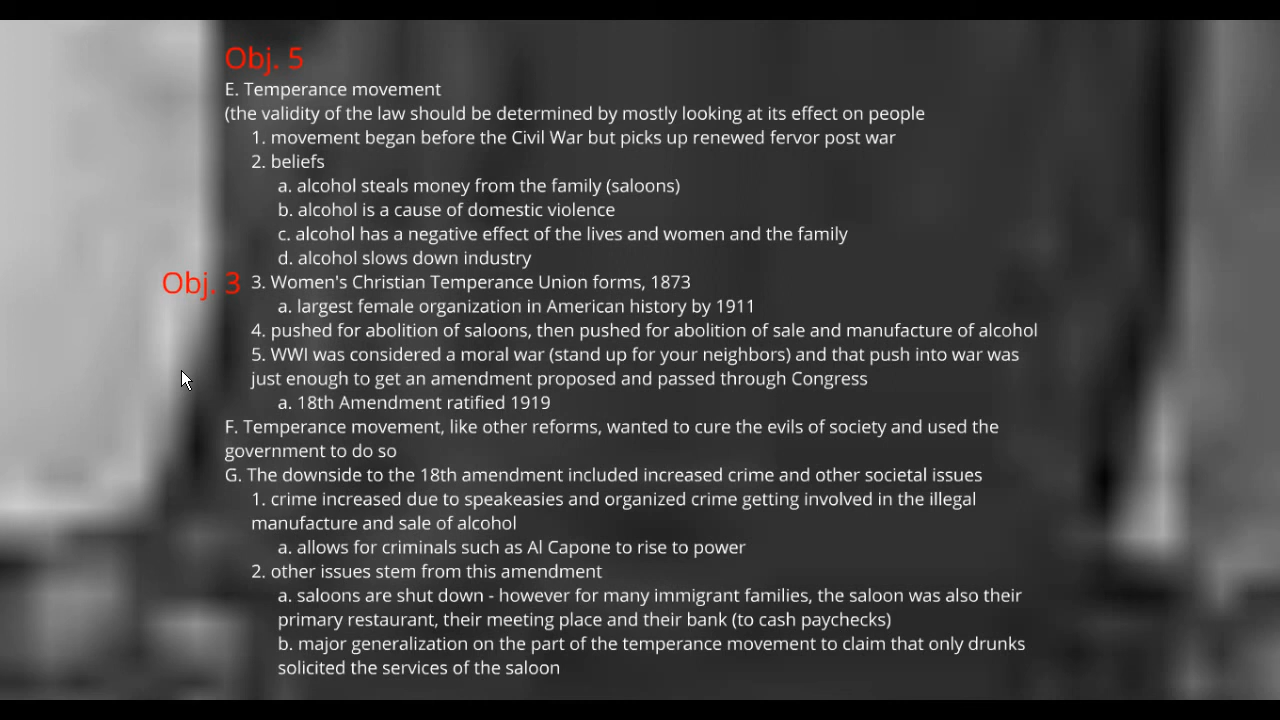 Obj. 5
E. Temperance movement
(the validity of the law should be determined by mostly looking at its effect on people
1. movement began before the Civil War but picks up renewed fervor post war
2. beliefs
a. alcohol steals money from the family (saloons)
b. alcohol is a cause of domestic violence
c. alcohol has a negative effect of the lives and women and the family
d. alcohol slows down industry
Obj. 3 3. Women's Christian Temperance Union forms, 1873
a. largest female organization in American history by 1911
4. pushed for abolition of saloons, then pushed for abolition of sale and manufacture of alcohol
5. WWI was considered a moral war (stand up for your neighbors) and that push into war was
just enough to get an amendment proposed and passed through Congress
a. 18th Amendment ratified 1919
F. Temperance movement, like other reforms, wanted to cure the evils of society and used the
government to do so
G. The downside to the 18th amendment included increased crime and other societal issues
1. crime increased due to speakeasies and organized crime getting involved in the illegal
manufacture and sale of alcohol
a. allows for criminals such as Al Capone to rise to power
2. other issues stem from this amendment
a. saloons are shut down - however for many immigrant families, the saloon was also their
primary restaurant, their meeting place and their bank (to cash paychecks)
b. major generalization on the part of the temperance movement to claim that only drunks
solicited the services of the saloon